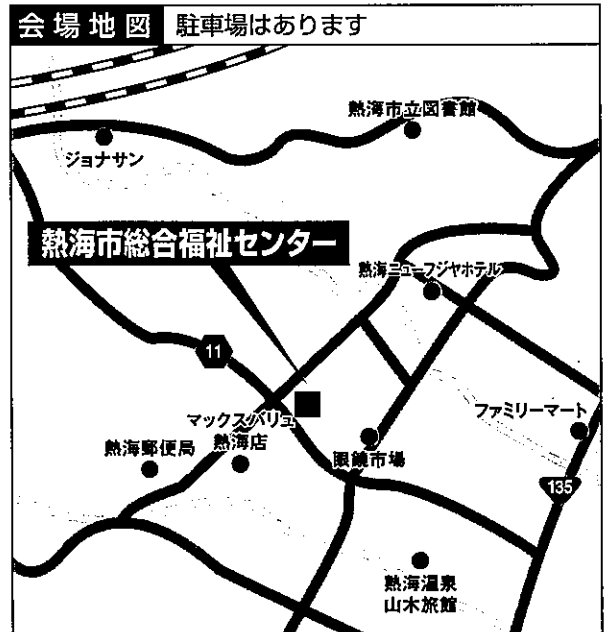 会場地図 駐車場はあります
熱海市立図書館
ジョナサン
熱海市総合福祉センター
熱海ニューフジヤホテル
11
マックスバリュ
熱海店
ファミリーマート
熱海郵便局
眼鏡市場
135
熱海温泉
山木旅館